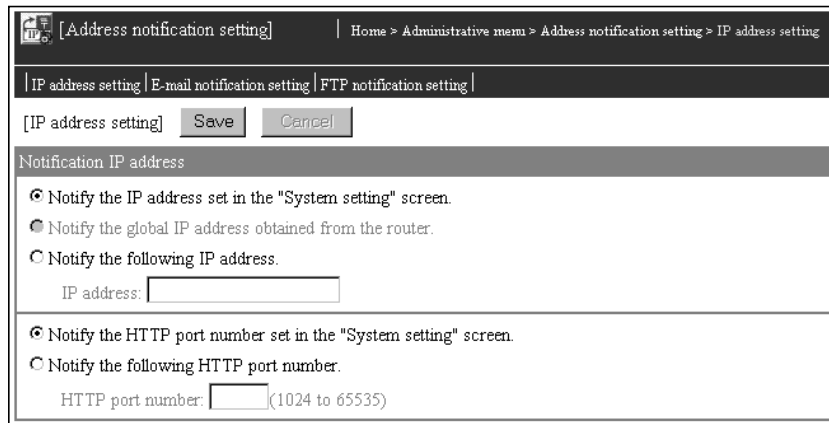 [Address notification setting] | Home > Administrative menu > Address notification setting > IP address setting
| IP address setting | E-mail notification setting | FTP notification setting |
[IP address setting] Save Cancel
Notification IP address
Notify the IP address set in the "System setting" screen.
Notify the global IP address obtained from the router.
Notify the following IP address.
IP address:
Notify the HTTP port number set in the "System setting" screen.
Notify the following HTTP port number.
HTTP port number: (1024 to 65535)